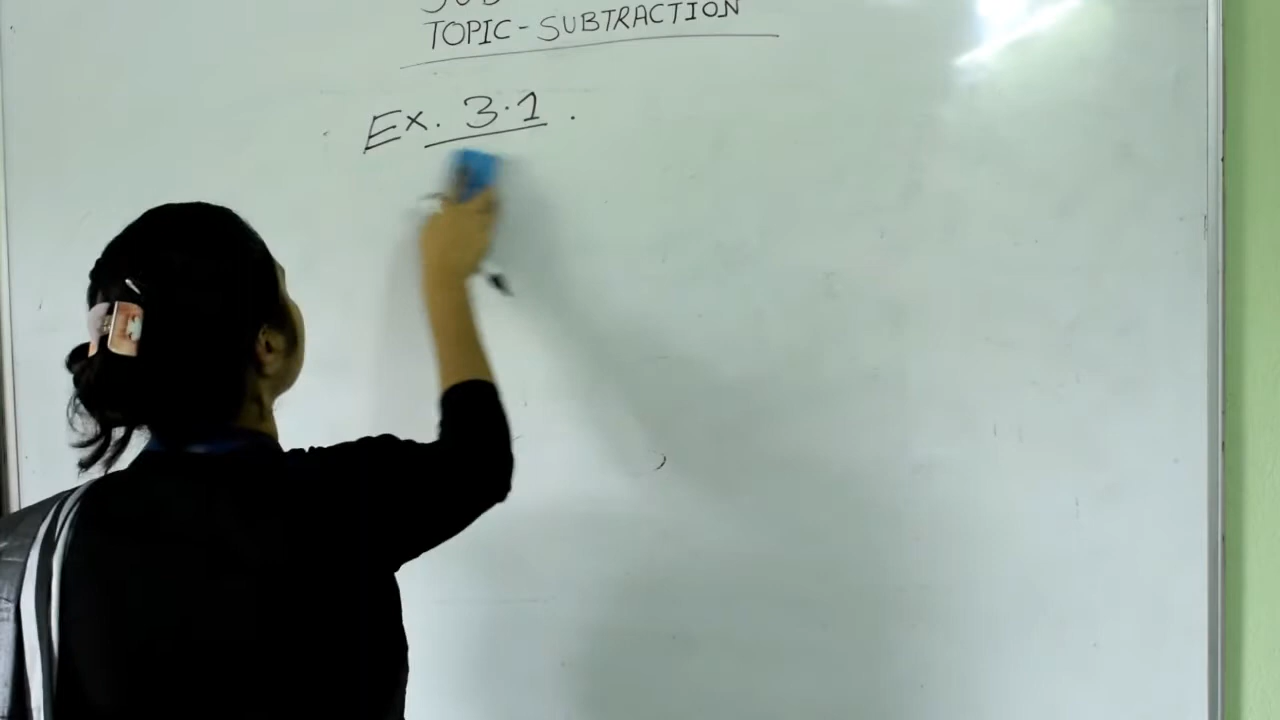 TOPIC - SUBTRACTION
Ex. 3.1 .